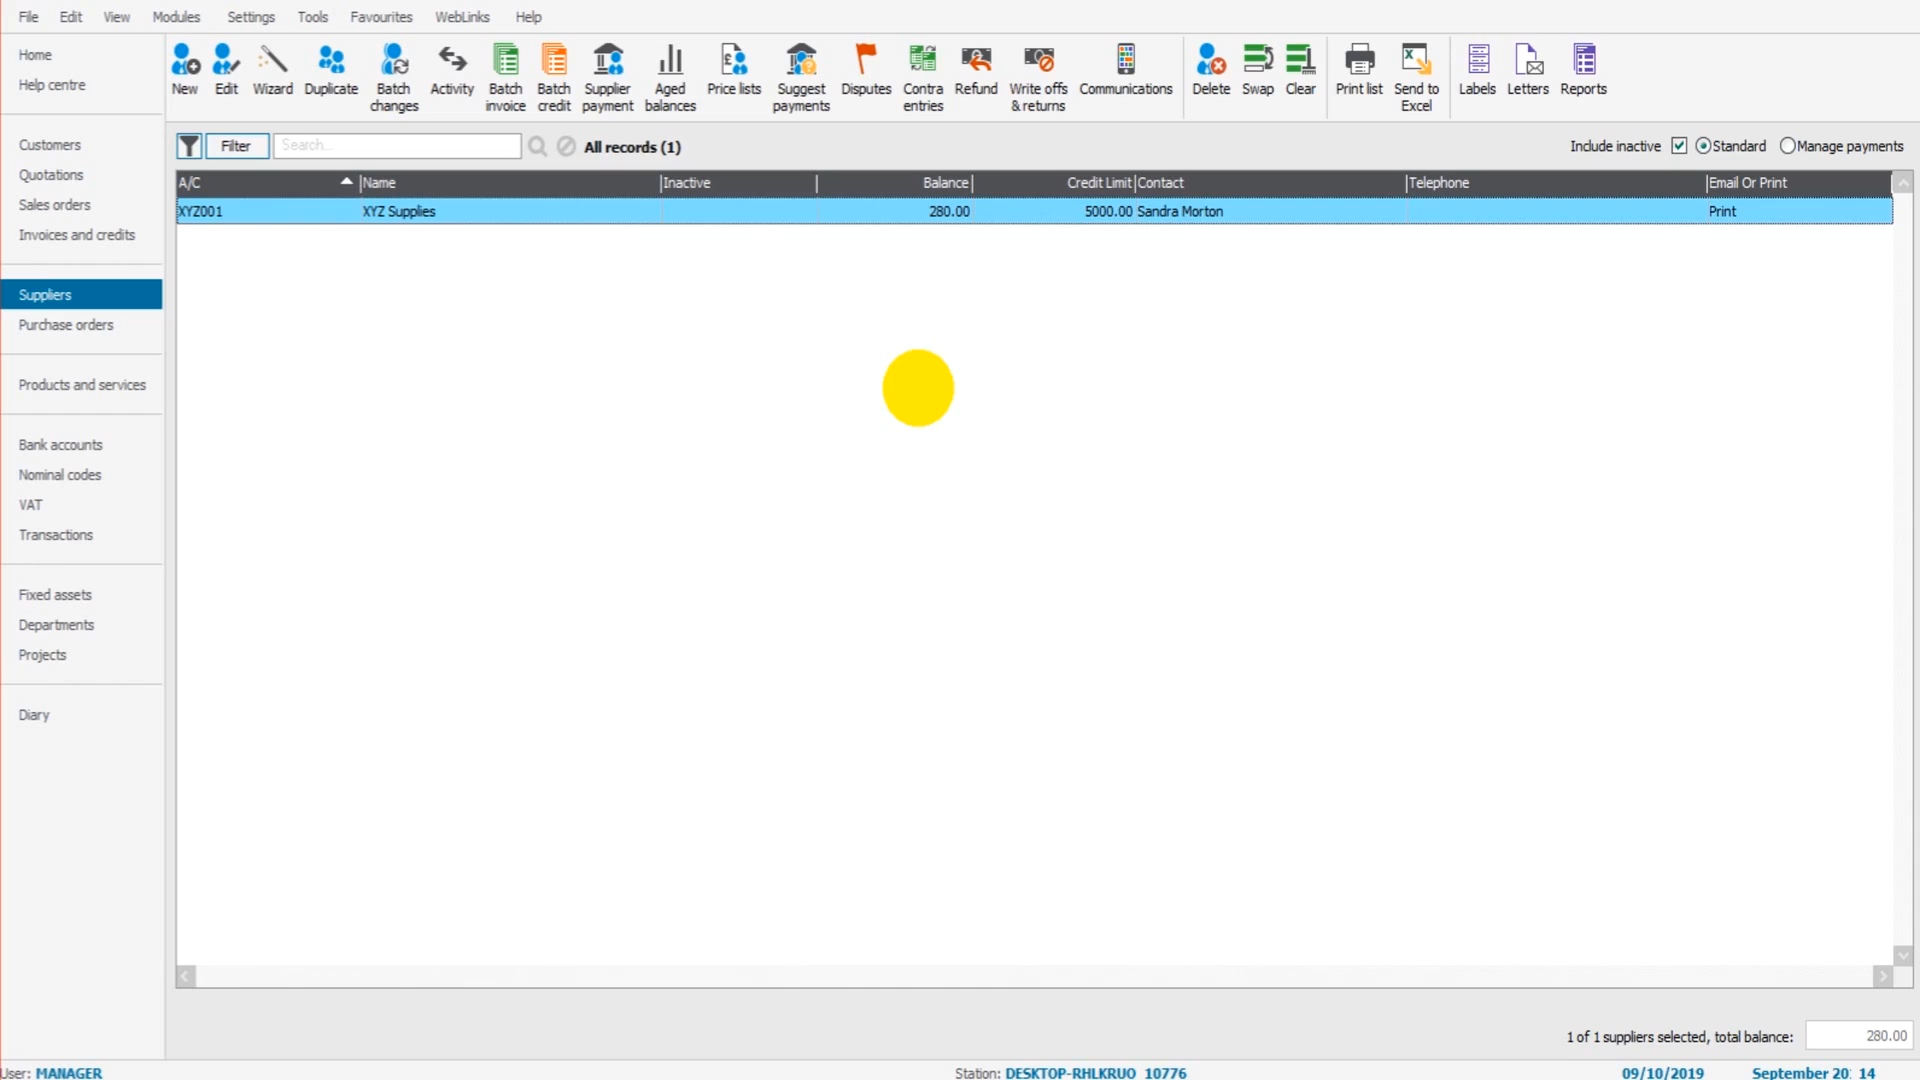 File Edit View Modules Settings Tools Favourites WebLinks Help
Home
Help centre
Customers
Quotations
Sales orders
Invoices and credits
Suppliers
Purchase orders
Products and services
Bank accounts
Nominal codes
VAT
Transactions
Fixed assets
Departments
Projects
Diary
New Edit Wizard Duplicate Batch changes Activity Batch invoice Batch credit Supplier payment Aged balances Price lists Suggest payments Disputes Contra entries Refund Write offs & returns Communications Delete Swap Clear Print list Send to Excel Labels Letters Reports
Filter Search... All records (1) Include inactive Standard Manage payments
A/C Name Inactive Balance Credit Limit Contact Telephone Email Or Print
XYZ001 XYZ Supplies 280.00 5000.00 Sandra Morton Print
1 of 1 suppliers selected, total balance: 280.00
User: MANAGER Station: DESKTOP-RHLKRUO 10776 09/10/2019 September 20 14